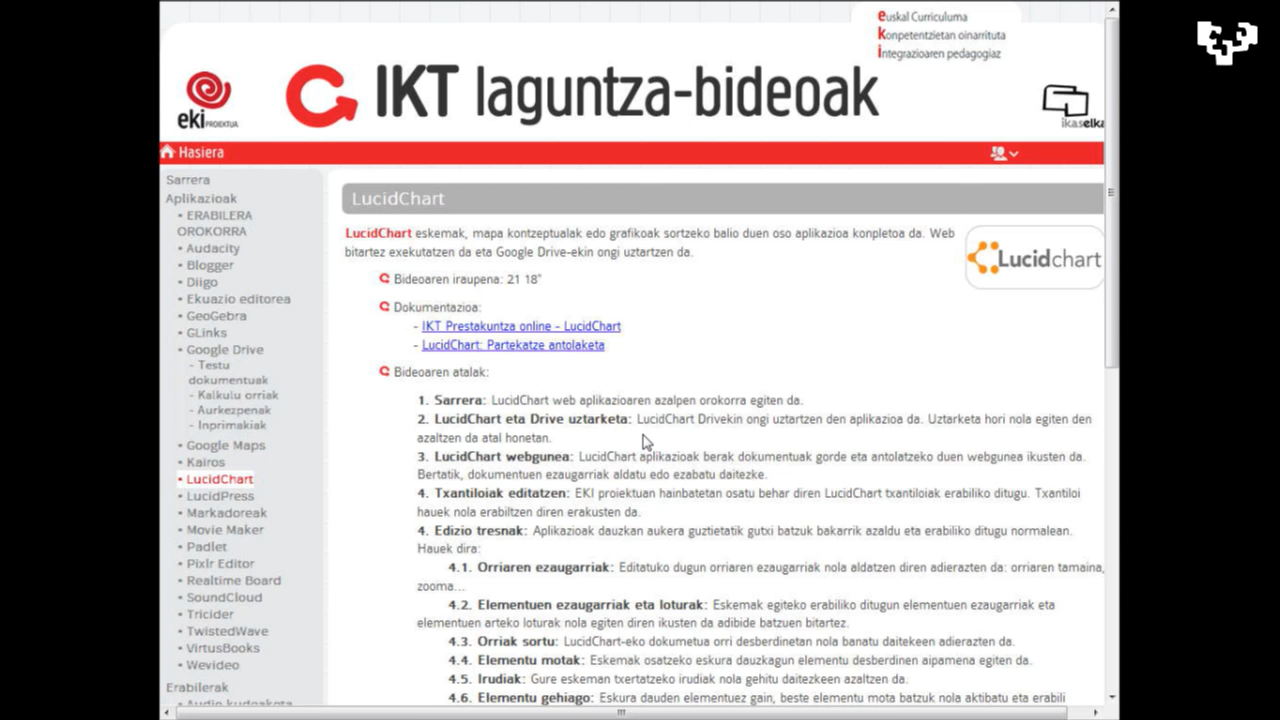 euskal Curriculuma
Konpetentzietan oinarrituta
integrazioaren pedagogiaz
eki PROIEKTUA
IKT laguntza-bideoak
ikaselka
Hasiera
Sarrera
Aplikazioak
• ERABILERA
OROKORRA
• Audacity
• Blogger
• Diigo
• Ekuazio editorea
• GeoGebra
• GLinks
• Google Drive
- Testu
dokumentuak
- Kalkulu orriak
- Aurkezpenak
- Inprimakiak
• Google Maps
• Kairos
• LucidChart
• LucidPress
• Markadoreak
• Movie Maker
• Padlet
• Pixlr Editor
• Realtime Board
• SoundCloud
• Tricider
• TwistedWave
• VirtusBooks
• Wevideo
Erabilerak
• Audio kudeaketa
LucidChart
LucidChart eskemak, mapa kontzeptualak edo grafikoak sortzeko balio duen oso aplikazioa konpletoa da. Web
bitartez exekutatzen da eta Google Drive-ekin ongi uztartzen da.
Lucidchart
Bideoaren iraupena: 21 18"
Dokumentazioa:
- IKT Prestakuntza online - LucidChart
- LucidChart: Partekatze antolaketa
Bideoaren atalak:
1. Sarrera: LucidChart web aplikazioaren azalpen orokorra egiten da.
2. LucidChart eta Drive uztarketa: LucidChart Drivekin ongi uztartzen den aplikazioa da. Uztarketa hori nola egiten den
azaltzen da atal honetan.
3. LucidChart webgunea: LucidChart aplikazioak berak dokumentuak gorde eta antolatzeko duen webgunea ikusten da.
Bertatik, dokumentuen ezaugarriak aldatu edo ezabatu daitezke.
4. Txantiloiak editatzen: EKI proiektuan hainbatetan osatu behar diren LucidChart txantiloiak erabiliko ditugu. Txantiloi
hauek nola erabiltzen diren erakusten da.
4. Edizio tresnak: Aplikazioak dauzkan aukera guztietatik gutxi batzuk bakarrik azaldu eta erabiliko ditugu normalean.
Hauek dira:
4.1. Orriaren ezaugarriak: Editatuko dugun orriaren ezaugarriak nola aldatzen diren adierazten da: orriaren tamaina,
zooma...
4.2. Elementuen ezaugarriak eta loturak: Eskemak egiteko erabiliko ditugun elementuen ezaugarriak eta
elementuen arteko loturak nola egiten diren ikusten da adibide batzuen bitartez.
4.3. Orriak sortu: LucidChart-eko dokumetua orri desberdinetan nola banatu daitekeen adierazten da.
4.4. Elementu motak: Eskemak osatzeko eskura dauzkagun elementu desberdinen aipamena egiten da.
4.5. Irudiak: Gure eskeman txertatzeko irudiak nola gehitu daitezkeen azaltzen da.
4.6. Elementu gehiago: Eskura dauden elementuez gain, beste elementu mota batzuk nola aktibatu eta erabili